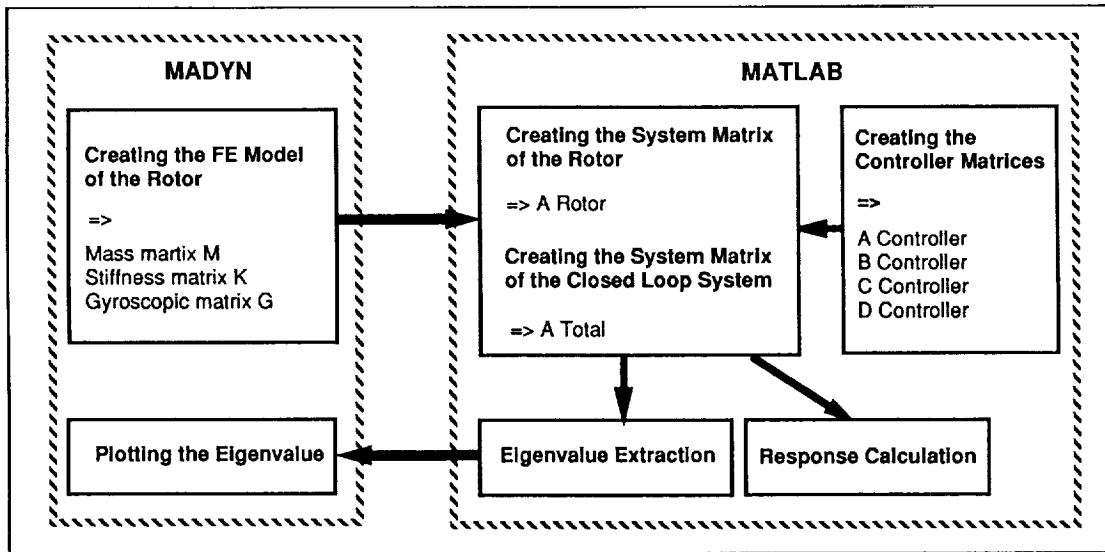 MADYN
Creating the FE Model
of the Rotor
=>
Mass martix M
Stiffness matrix K
Gyroscopic matrix G
Plotting the Eigenvalue
MATLAB
Creating the System Matrix
of the Rotor
=> A Rotor
Creating the System Matrix
of the Closed Loop System
=> A Total
Creating the
Controller Matrices
=>
A Controller
B Controller
C Controller
D Controller
Eigenvalue Extraction
Response Calculation